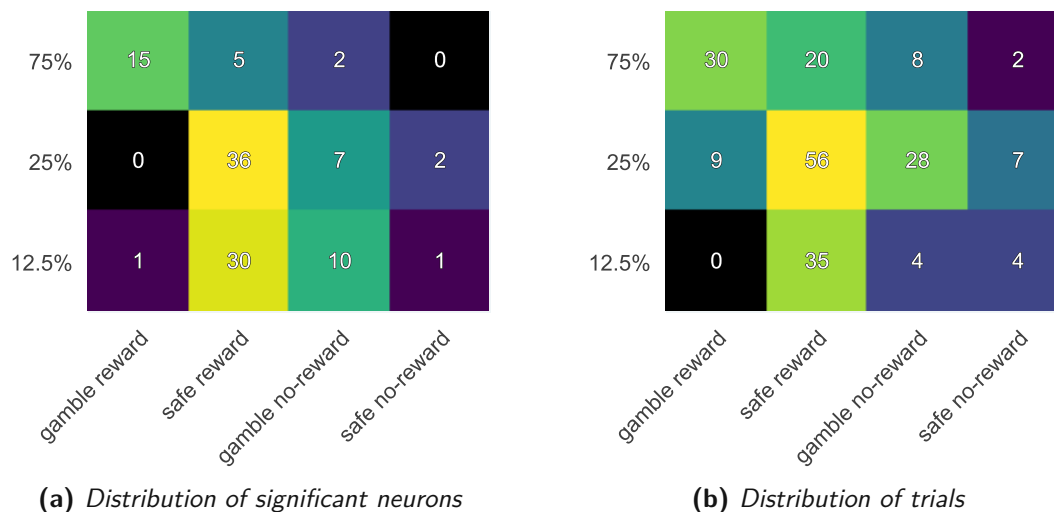 75% 15 5 2 0
25% 0 36 7 2
12.5% 1 30 10 1
gamble reward
safe reward
gamble no-reward
safe no-reward
(a) Distribution of significant neurons
75% 30 20 8 2
25% 9 56 28 7
12.5% 0 35 4 4
gamble reward
safe reward
gamble no-reward
safe no-reward
(b) Distribution of trials